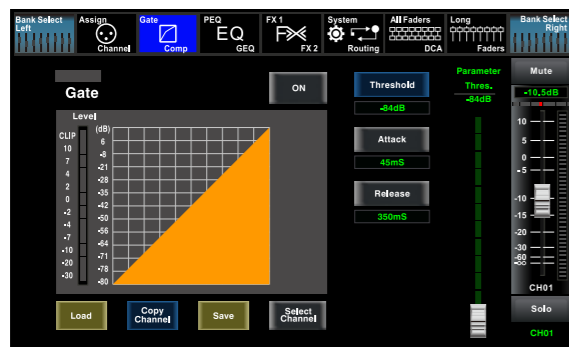 Bank Select
Left
Assign
Channel
Gate
Comp
PEQ
EQ
GEQ
FX 1
FX 2
System
Routing
All Faders
DCA
Long
Faders
Bank Select
Right
Gate
ON
Level
CLIP
10
7
4
2
0
-2
-4
-7
-10
-20
-30
(dB)
6
-8
-21
-28
-35
-42
-50
-56
-64
-71
-78
-80
Threshold
-84dB
Attack
45mS
Release
350mS
Parameter
Thres.
-84dB
Mute
-10,5dB
10
5
0
-5
-10
-15
-20
-30
-60
CH01
Solo
CH01
Load
Copy
Channel
Save
Select
Channel